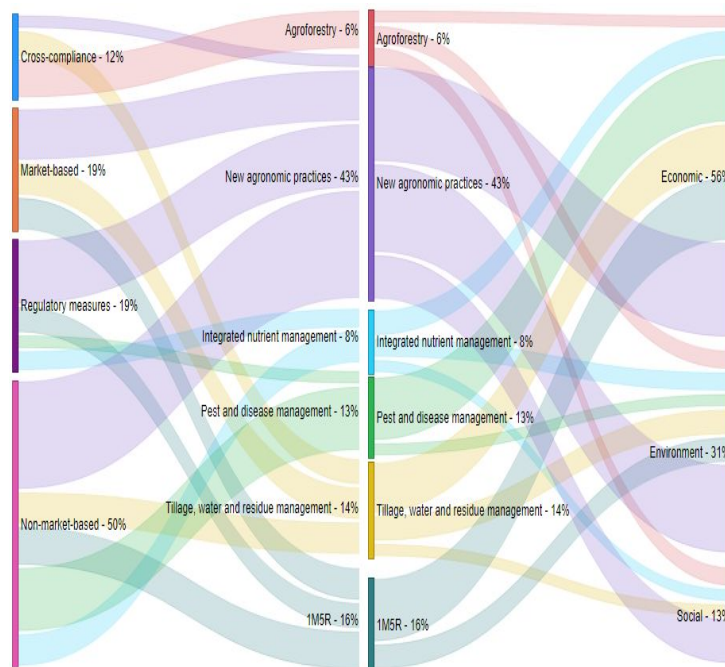 Cross-compliance - 12%
Market-based - 19%
Regulatory measures - 19%
Non-market-based - 50%
Agroforestry - 6%
New agronomic practices - 43%
Integrated nutrient management - 8%
Pest and disease management - 13%
Tillage, water and residue management - 14%
1M5R - 16%
Agroforestry - 6%
New agronomic practices - 43%
Integrated nutrient management - 8%
Pest and disease management - 13%
Tillage, water and residue management - 14%
1M5R - 16%
Economic - 56%
Environment - 31%
Social - 13%